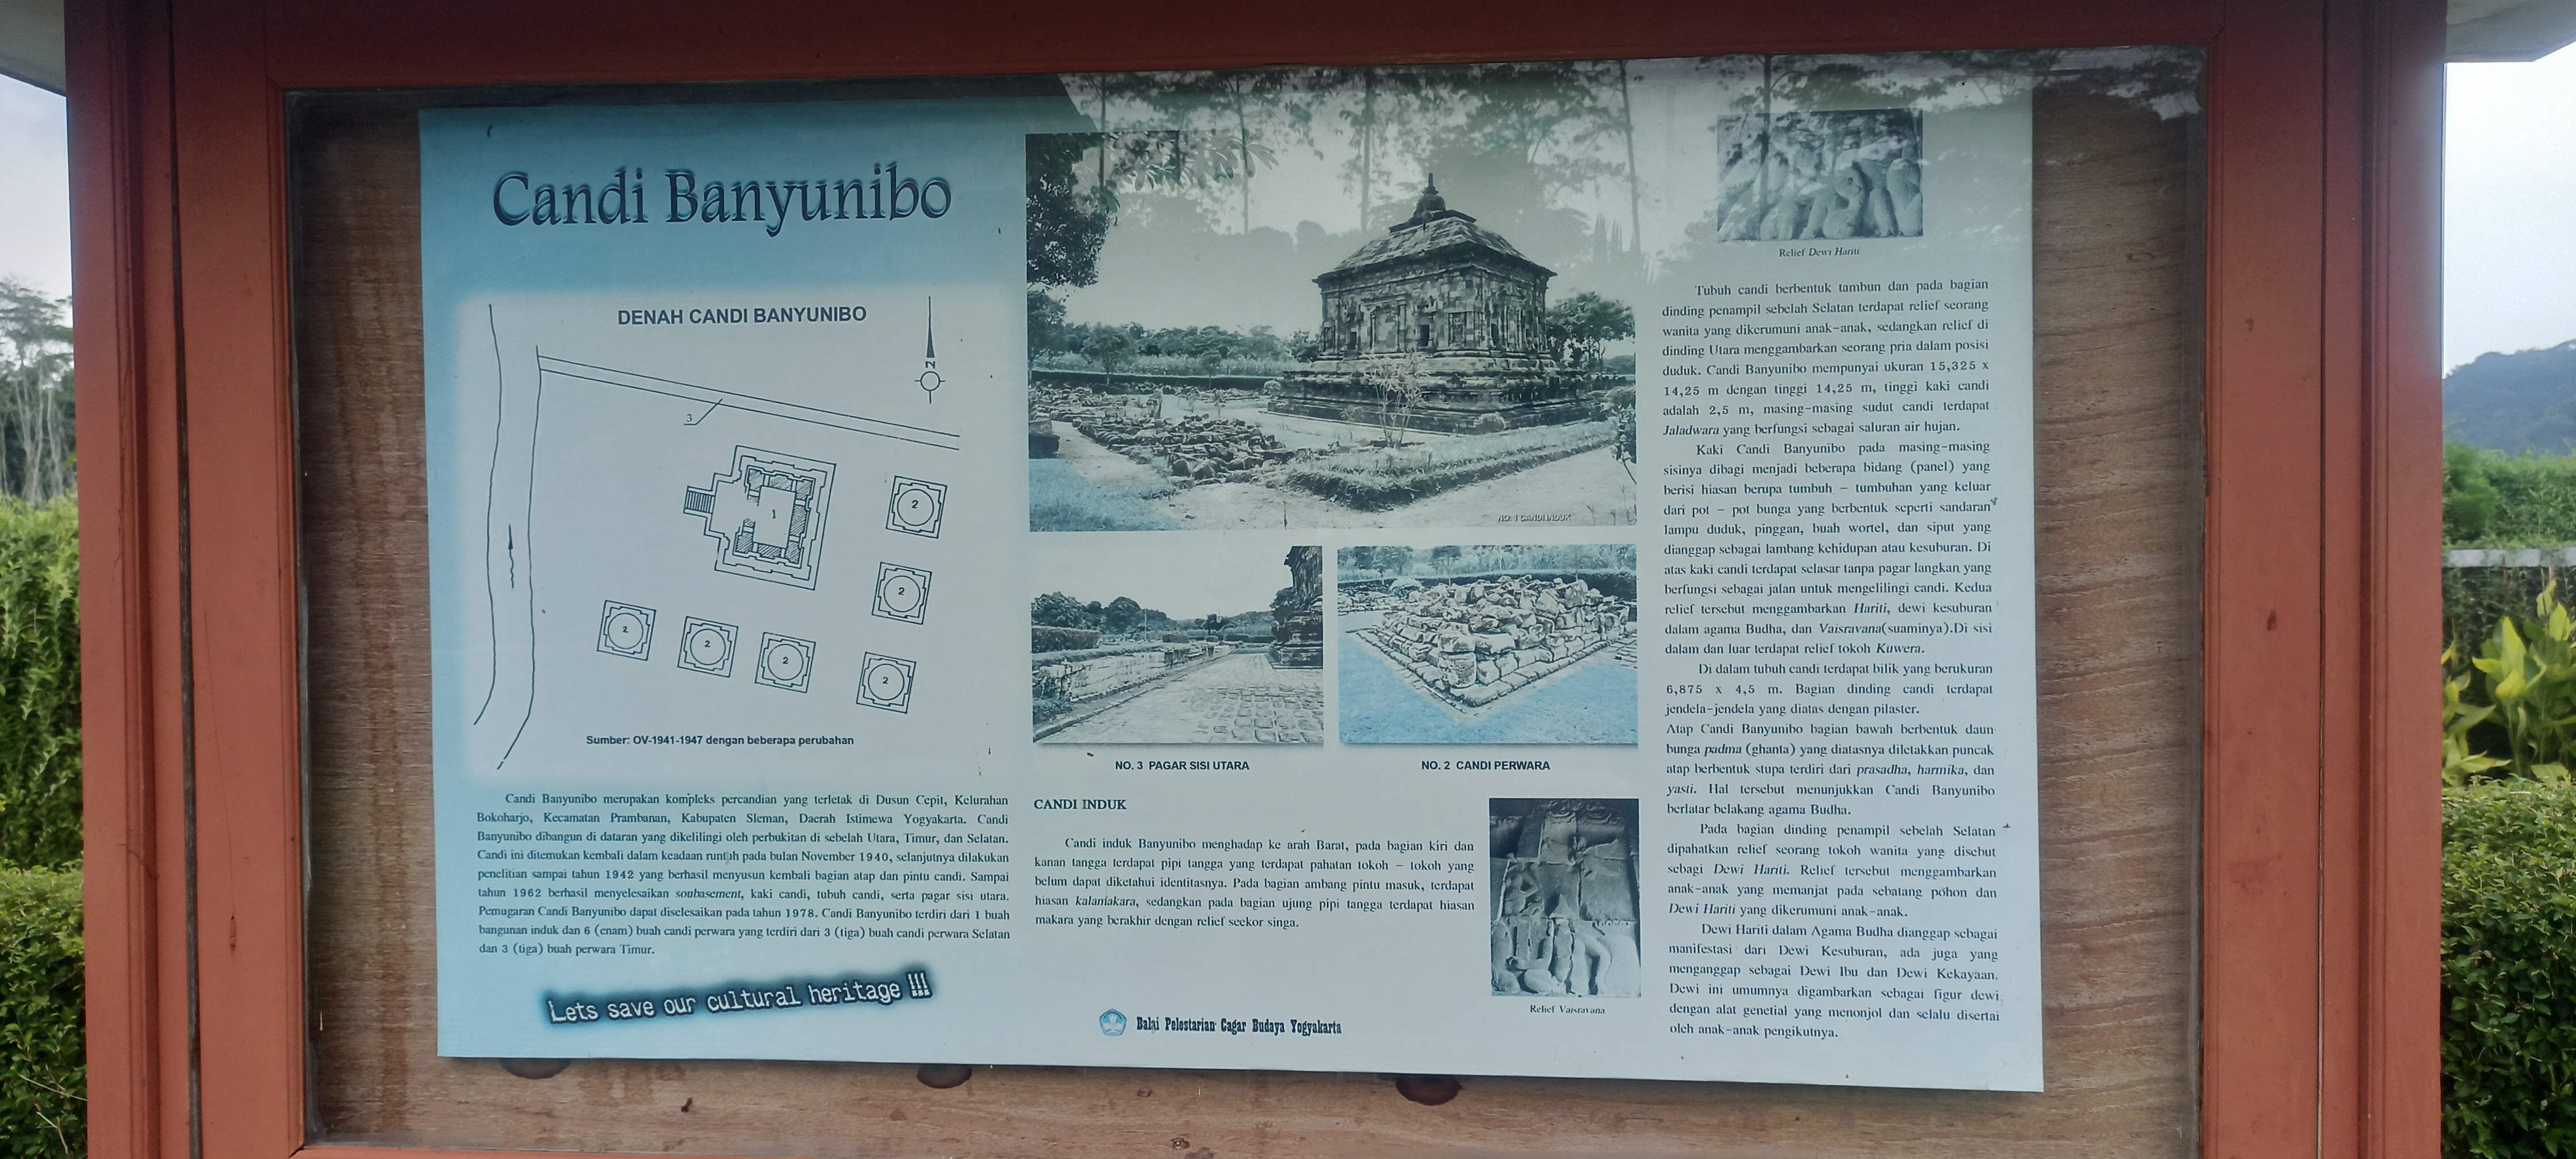 Candi Banyunibo
DENAH CANDI BANYUNIBO
N
3
1
2
2
2
2
2
2
Sumber: OV-1941-1947 dengan beberapa perubahan
Candi Banyunibo merupakan kompleks percandian yang terletak di Dusun Cepit, Kelurahan
Bokoharjo, Kecamatan Prambanan, Kabupaten Sleman, Daerah Istimewa Yogyakarta. Candi
Banyunibo dibangun di dataran yang dikelilingi oleh perbukitan di sebelah Utara, Timur, dan Selatan.
Candi ini ditemukan kembali dalam keadaan runtuh pada bulan November 1940, selanjutnya dilakukan
penelitian sampai tahun 1942 yang berhasil menyusun kembali bagian atap dan pintu candi. Sampai
tahun 1962 berhasil menyelesaikan soubasement, kaki candi, tubuh candi, serta pagar sisi utara.
Pemugaran Candi Banyunibo dapat diselesaikan pada tahun 1978. Candi Banyunibo terdiri dari 1 buah
bangunan induk dan 6 (enam) buah candi perwara yang terdiri dari 3 (tiga) buah candi perwara Selatan
dan 3 (tiga) buah perwara Timur.
Lets save our cultural heritage !!!
NO. 1 CANDI INDUK
NO. 3 PAGAR SISI UTARA
NO. 2 CANDI PERWARA
CANDI INDUK
Candi induk Banyunibo menghadap ke arah Barat, pada bagian kiri dan
kanan tangga terdapat pipi tangga yang terdapat pahatan tokoh – tokoh yang
belum dapat diketahui identitasnya. Pada bagian ambang pintu masuk, terdapat
hiasan kalamakara, sedangkan pada bagian ujung pipi tangga terdapat hiasan
makara yang berakhir dengan relief seekor singa.
Relief Vaisravana
Balai Pelestarian Cagar Budaya Yogyakarta
Relief Dewi Hariti
Tubuh candi berbentuk tambun dan pada bagian
dinding penampil sebelah Selatan terdapat relief seorang
wanita yang dikerumuni anak-anak, sedangkan relief di
dinding Utara menggambarkan seorang pria dalam posisi
duduk. Candi Banyunibo mempunyai ukuran 15,325 x
14,25 m dengan tinggi 14,25 m, tinggi kaki candi
adalah 2,5 m, masing-masing sudut candi terdapat
Jaladwara yang berfungsi sebagai saluran air hujan.
Kaki Candi Banyunibo pada masing-masing
sisinya dibagi menjadi beberapa bidang (panel) yang
berisi hiasan berupa tumbuh – tumbuhan yang keluar
dari pot – pot bunga yang berbentuk seperti sandaran
lampu duduk, pinggan, buah wortel, dan siput yang
dianggap sebagai lambang kehidupan atau kesuburan. Di
atas kaki candi terdapat selasar tanpa pagar langkan yang
berfungsi sebagai jalan untuk mengelilingi candi. Kedua
relief tersebut menggambarkan Hariti, dewi kesuburan
dalam agama Budha, dan Vaisravana(suaminya).Di sisi
dalam dan luar terdapat relief tokoh Kuwera.
Di dalam tubuh candi terdapat bilik yang berukuran
6,875 x 4,5 m. Bagian dinding candi terdapat
jendela-jendela yang diatas dengan pilaster.
Atap Candi Banyunibo bagian bawah berbentuk daun
bunga padma (ghanta) yang diatasnya diletakkan puncak
atap berbentuk stupa terdiri dari prasadha, harmika, dan
yasti. Hal tersebut menunjukkan Candi Banyunibo
berlatar belakang agama Budha.
Pada bagian dinding penampil sebelah Selatan
dipahatkan relief seorang tokoh wanita yang disebut
sebagi Dewi Hariti. Relief tersebut menggambarkan
anak-anak yang memanjat pada sebatang pohon dan
Dewi Hariti yang dikerumuni anak-anak.
Dewi Hariti dalam Agama Budha dianggap sebagai
manifestasi dari Dewi Kesuburan, ada juga yang
menganggap sebagai Dewi Ibu dan Dewi Kekayaan.
Dewi ini umumnya digambarkan sebagai figur dewi
dengan alat genetial yang menonjol dan selalu disertai
oleh anak-anak pengikutnya.